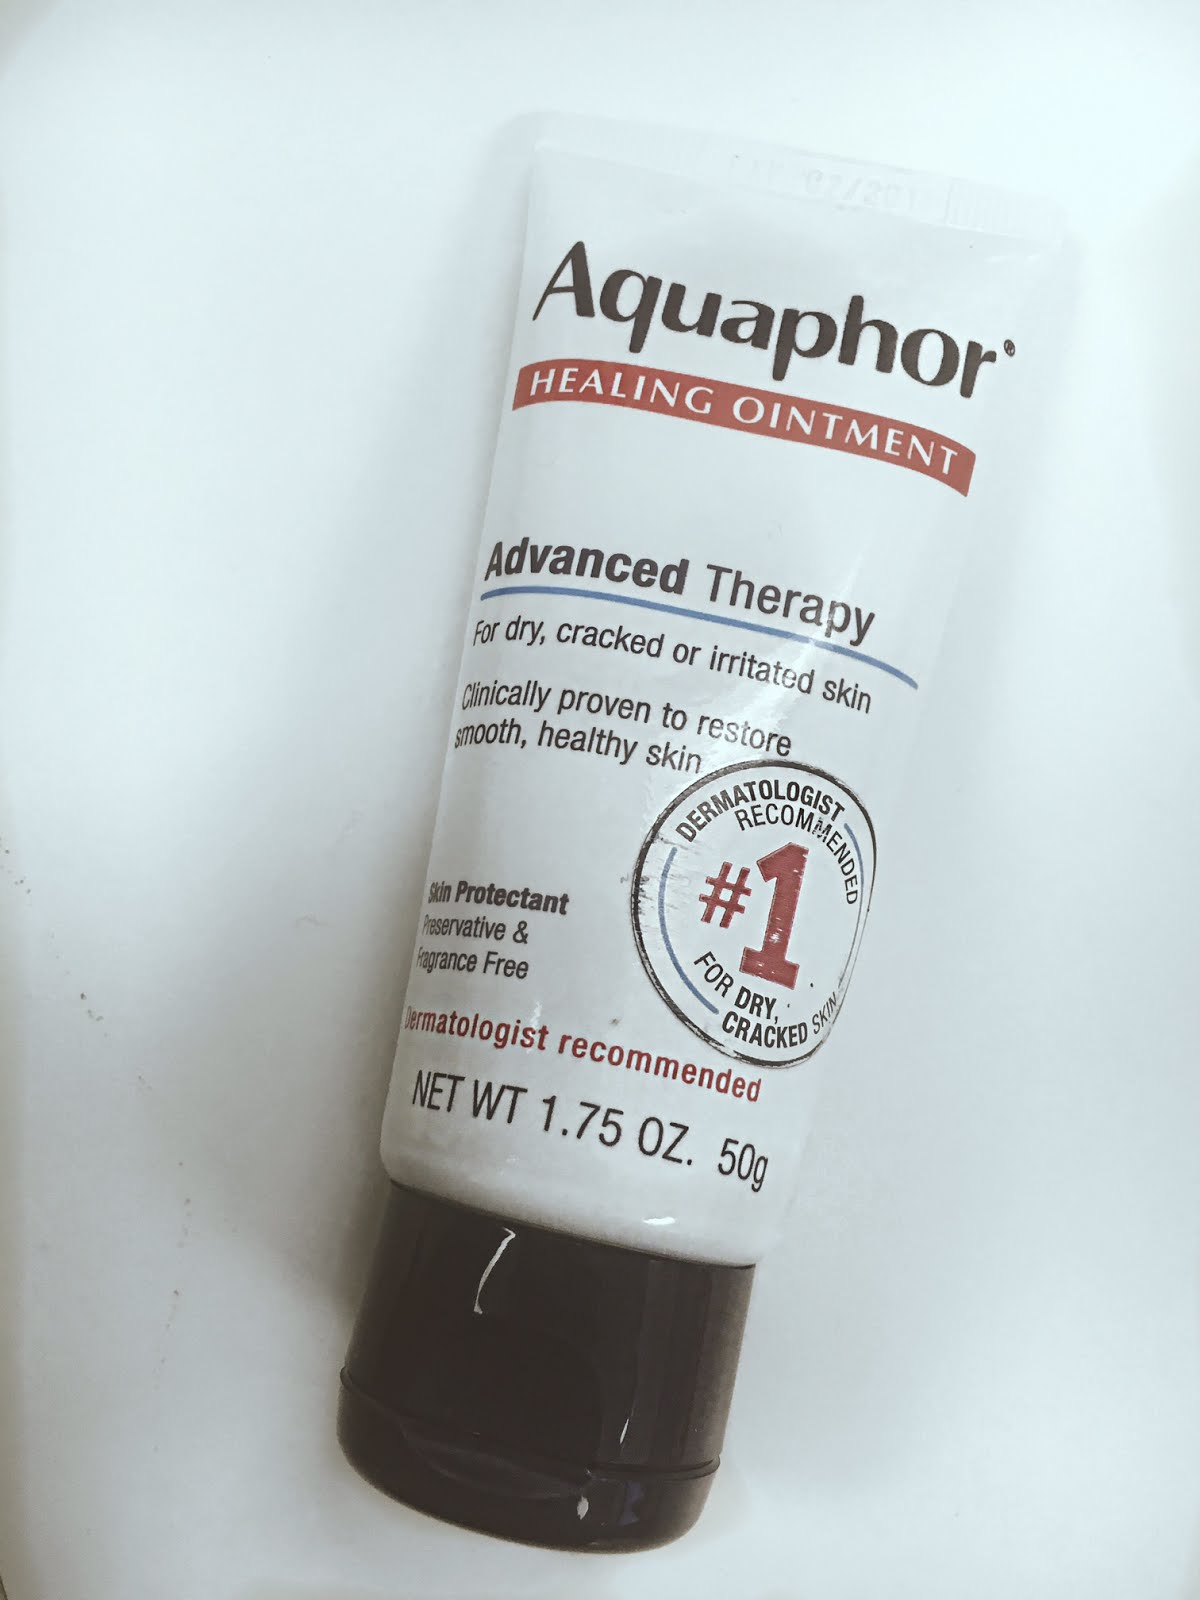 Aquaphor®
HEALING OINTMENT
Advanced Therapy
For dry, cracked or irritated skin
Clinically proven to restore
smooth, healthy skin
DERMATOLOGIST
RECOMMENDED
#1
FOR DRY,
CRACKED SKIN
Skin Protectant
Preservative &
Fragrance Free
Dermatologist recommended
NET WT 1.75 OZ. 50g